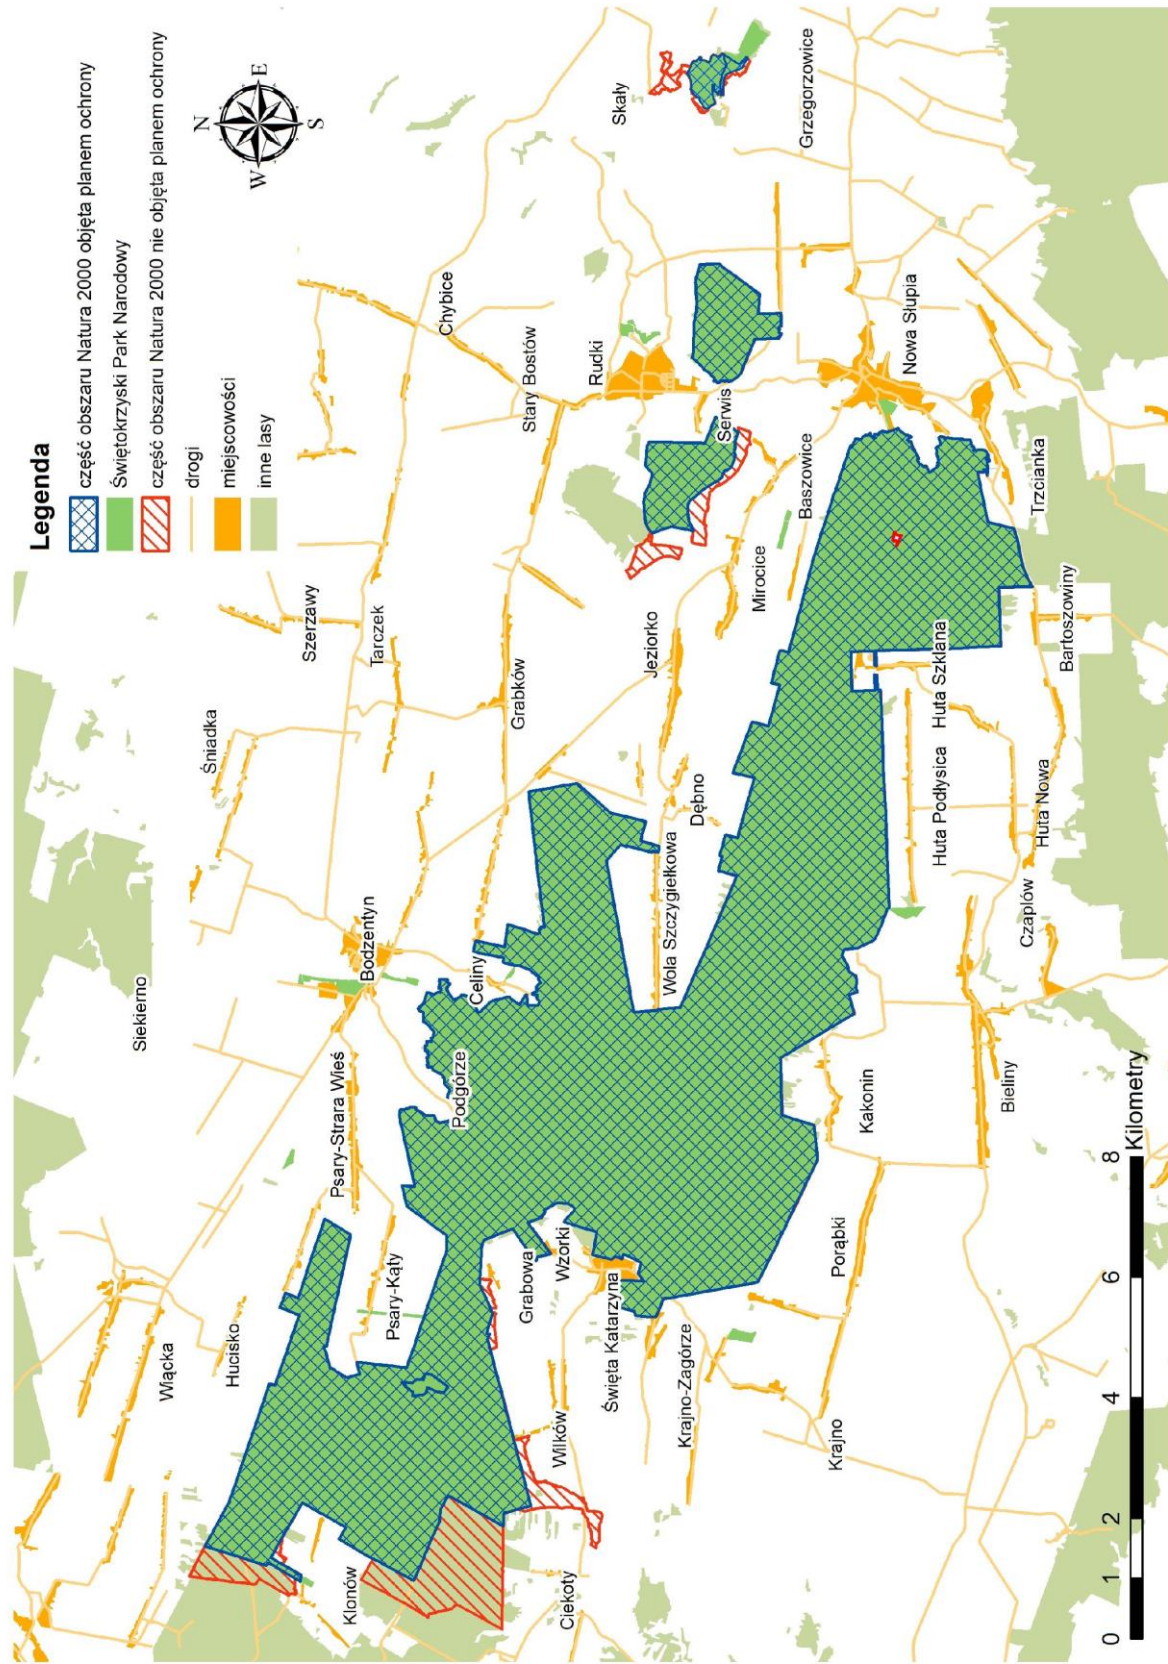 Legenda
część obszaru Natura 2000 objęta planem ochrony
Świętokrzyski Park Narodowy
część obszaru Natura 2000 nie objęta planem ochrony
drogi
miejscowości
inne lasy
N
E
S
W
Siekierno
Wiącka
Śniadka
Hucisko
Szerzawy
Psary-Strara Wieś
Bodzentyn
Tarczek
Klonów
Psary-Kąty
Podgórze
Celiny
Chybice
Grabków
Stary Bostów
Grabowa
Wzorki
Wilków
Ciekoty
Rudki
Skały
Święta Katarzyna
Jeziorko
Wola Szczygiełkowa
Dębno
Serwis
Krajno-Zagórze
Mirocice
Baszowice
Grzegorzowice
Krajno
Porąbki
Kakonin
Nowa Słupia
Huta Podłysica
Huta Szklana
Bieliny
Czaplów
Huta Nowa
Trzcianka
Bartoszowiny
0
1
2
4
6
8
Kilometry